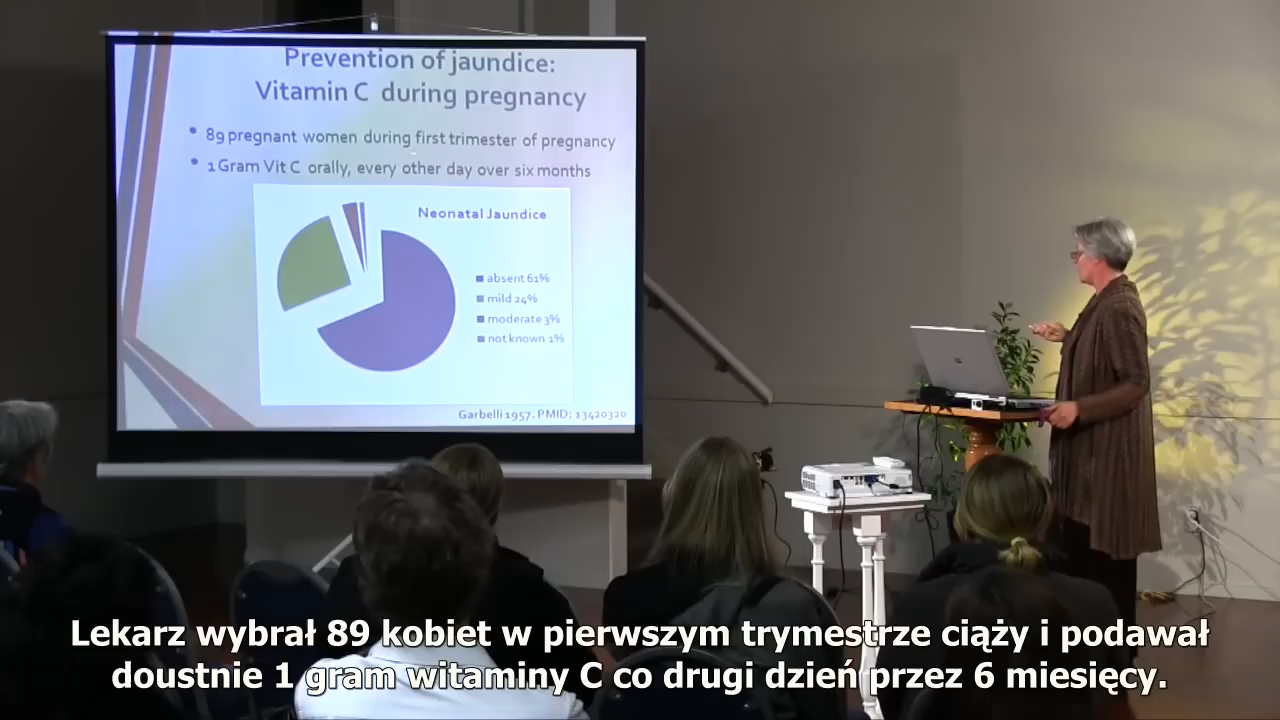 Prevention of jaundice:
Vitamin C during pregnancy
• 89 pregnant women during first trimester of pregnancy
• 1 Gram Vit C orally, every other day over six months
Neonatal Jaundice
absent 61%
mild 24%
moderate 3%
not known 1%
Garbelli 1957. PMID: 13420320
Lekarz wybrał 89 kobiet w pierwszym trymestrze ciąży i podawał
doustnie 1 gram witaminy C co drugi dzień przez 6 miesięcy.